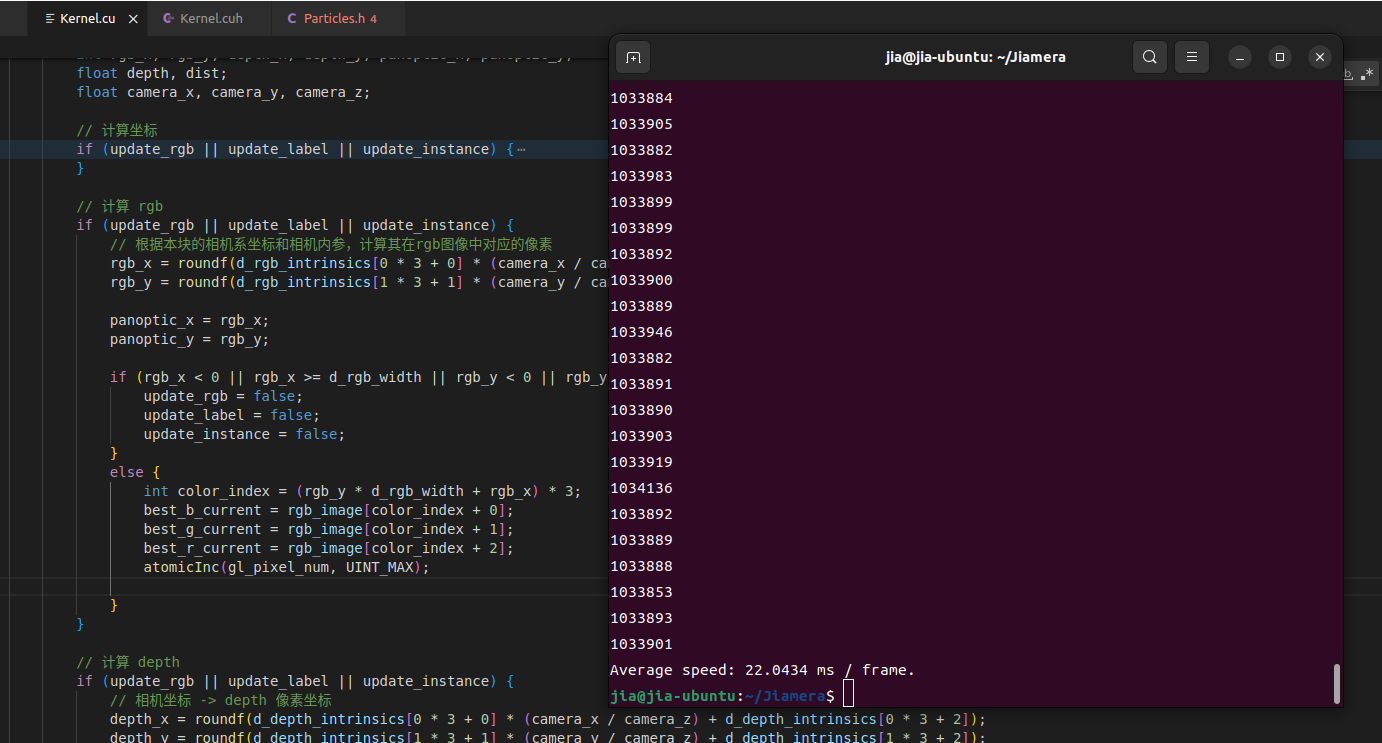 Kernel.cu
Kernel.cuh
Particles.h 4
float depth, dist;
float camera_x, camera_y, camera_z;
// 计算坐标
if (update_rgb || update_label || update_instance) {…
}
// 计算 rgb
if (update_rgb || update_label || update_instance) {
// 根据本块的相机系坐标和相机内参，计算其在rgb图像中对应的像素
rgb_x = roundf(d_rgb_intrinsics[0 * 3 + 0] * (camera_x / ca
rgb_y = roundf(d_rgb_intrinsics[1 * 3 + 1] * (camera_y / ca
panoptic_x = rgb_x;
panoptic_y = rgb_y;
if (rgb_x < 0 || rgb_x >= d_rgb_width || rgb_y < 0 || rgb_y
update_rgb = false;
update_label = false;
update_instance = false;
}
else {
int color_index = (rgb_y * d_rgb_width + rgb_x) * 3;
best_b_current = rgb_image[color_index + 0];
best_g_current = rgb_image[color_index + 1];
best_r_current = rgb_image[color_index + 2];
atomicInc(gl_pixel_num, UINT_MAX);
}
}
// 计算 depth
if (update_rgb || update_label || update_instance) {
// 相机坐标 -> depth 像素坐标
depth_x = roundf(d_depth_intrinsics[0 * 3 + 0] * (camera_x / camera_z) + d_depth_intrinsics[0 * 3 + 2]);
depth_y = roundf(d_depth_intrinsics[1 * 3 + 1] * (camera_y / camera_z) + d_depth_intrinsics[1 * 3 + 2]);
jia@jia-ubuntu: ~/Jiamera
1033884
1033905
1033882
1033983
1033899
1033899
1033892
1033900
1033889
1033946
1033882
1033891
1033890
1033903
1033919
1034136
1033892
1033889
1033888
1033853
1033893
1033901
Average speed: 22.0434 ms / frame.
jia@jia-ubuntu:~/Jiamera$